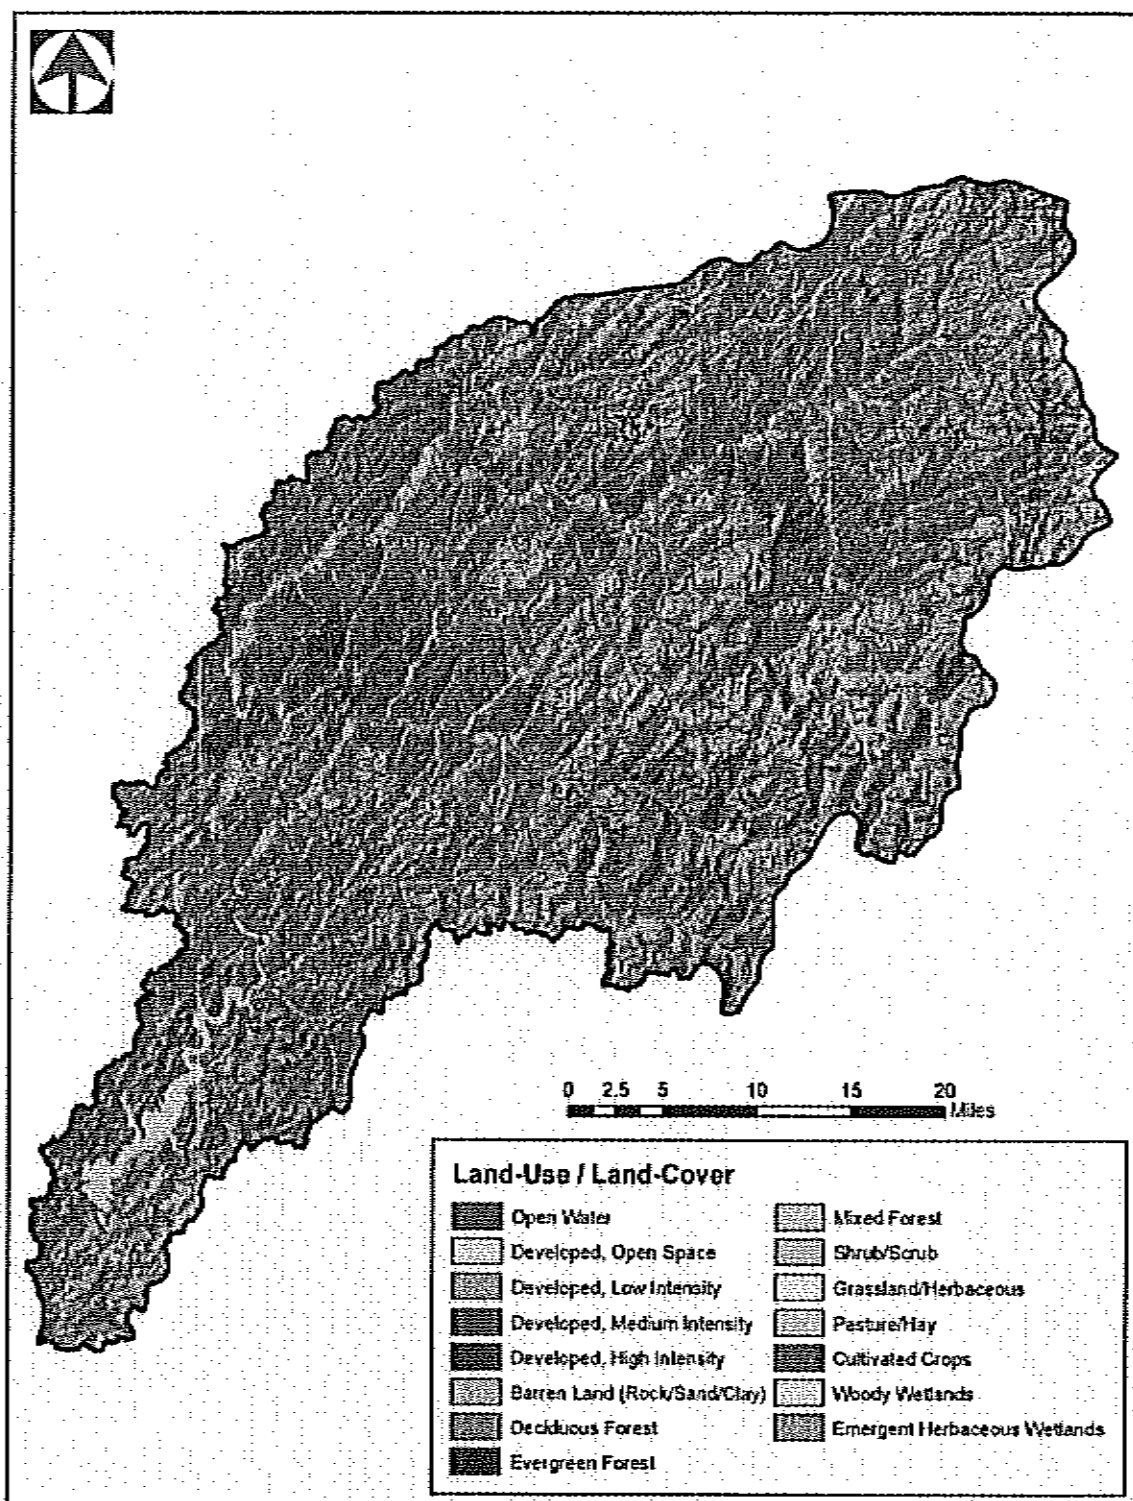 0 2.5 5 10 15 20
Miles
Land-Use / Land-Cover
Open Water
Developed, Open Space
Developed, Low Intensity
Developed, Medium Intensity
Developed, High Intensity
Barren Land (Rock/Sand/Clay)
Deciduous Forest
Evergreen Forest
Mixed Forest
Shrub/Scrub
Grassland/Herbaceous
Pasture/Hay
Cultivated Crops
Woody Wetlands
Emergent Herbaceous Wetlands